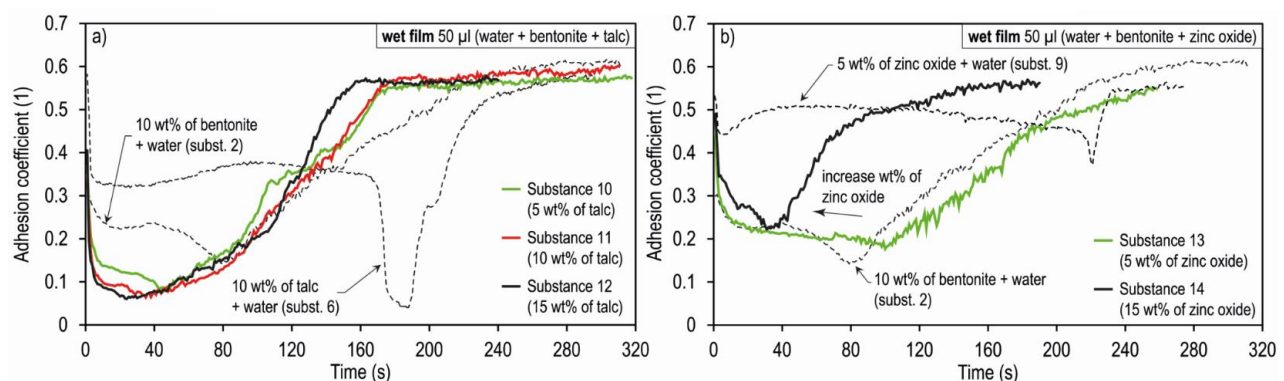 a)
wet film 50 µl (water + bentonite + talc)
Adhesion coefficient (1)
0.7
0.6
0.5
0.4
0.3
0.2
0.1
0
10 wt% of bentonite
+ water (subst. 2)
10 wt% of talc
+ water (subst. 6)
Substance 10
(5 wt% of talc)
Substance 11
(10 wt% of talc)
Substance 12
(15 wt% of talc)
0 40 80 120 160 200 240 280 320
Time (s)
b)
wet film 50 µl (water + bentonite + zinc oxide)
Adhesion coefficient (1)
0.7
0.6
0.5
0.4
0.3
0.2
0.1
0
5 wt% of zinc oxide + water (subst. 9)
increase wt% of
zinc oxide
10 wt% of bentonite + water
(subst. 2)
Substance 13
(5 wt% of zinc oxide)
Substance 14
(15 wt% of zinc oxide)
0 40 80 120 160 200 240 280 320
Time (s)